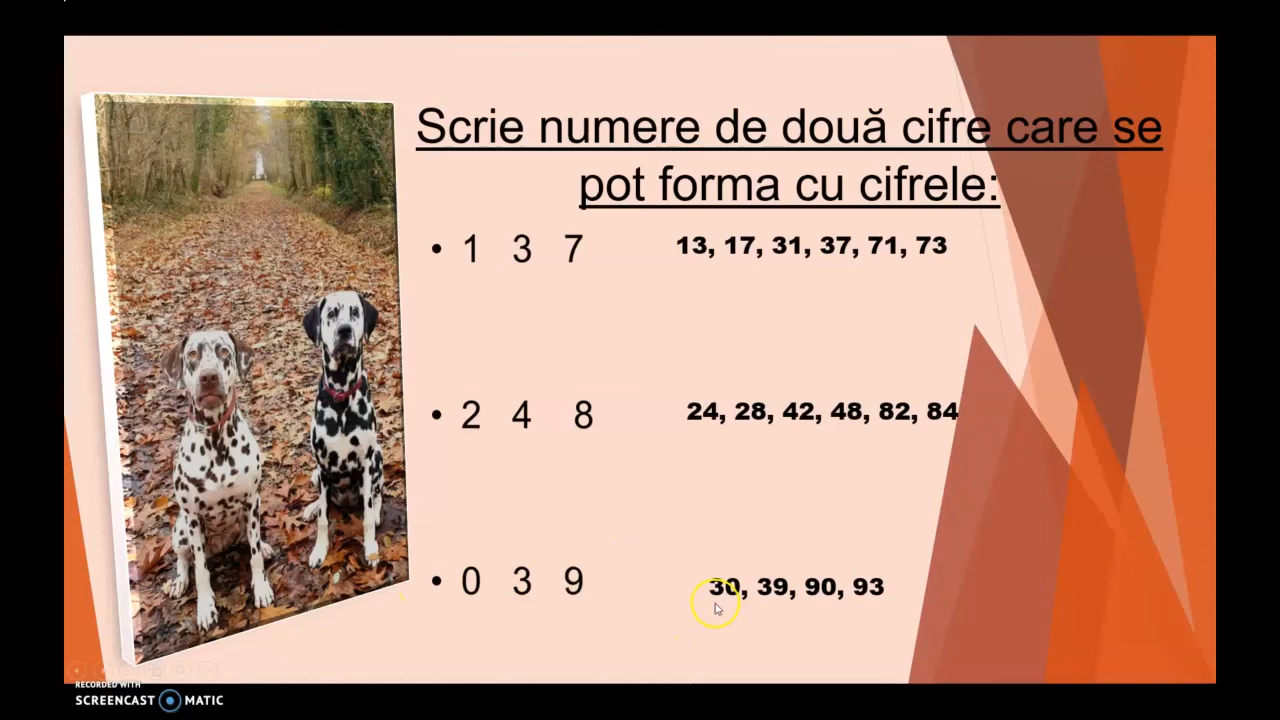 Scrie numere de două cifre care se
pot forma cu cifrele:
• 1 3 7 13, 17, 31, 37, 71, 73
• 2 4 8 24, 28, 42, 48, 82, 84
• 0 3 9 30, 39, 90, 93
RECORDED WITH
SCREENCAST MATIC